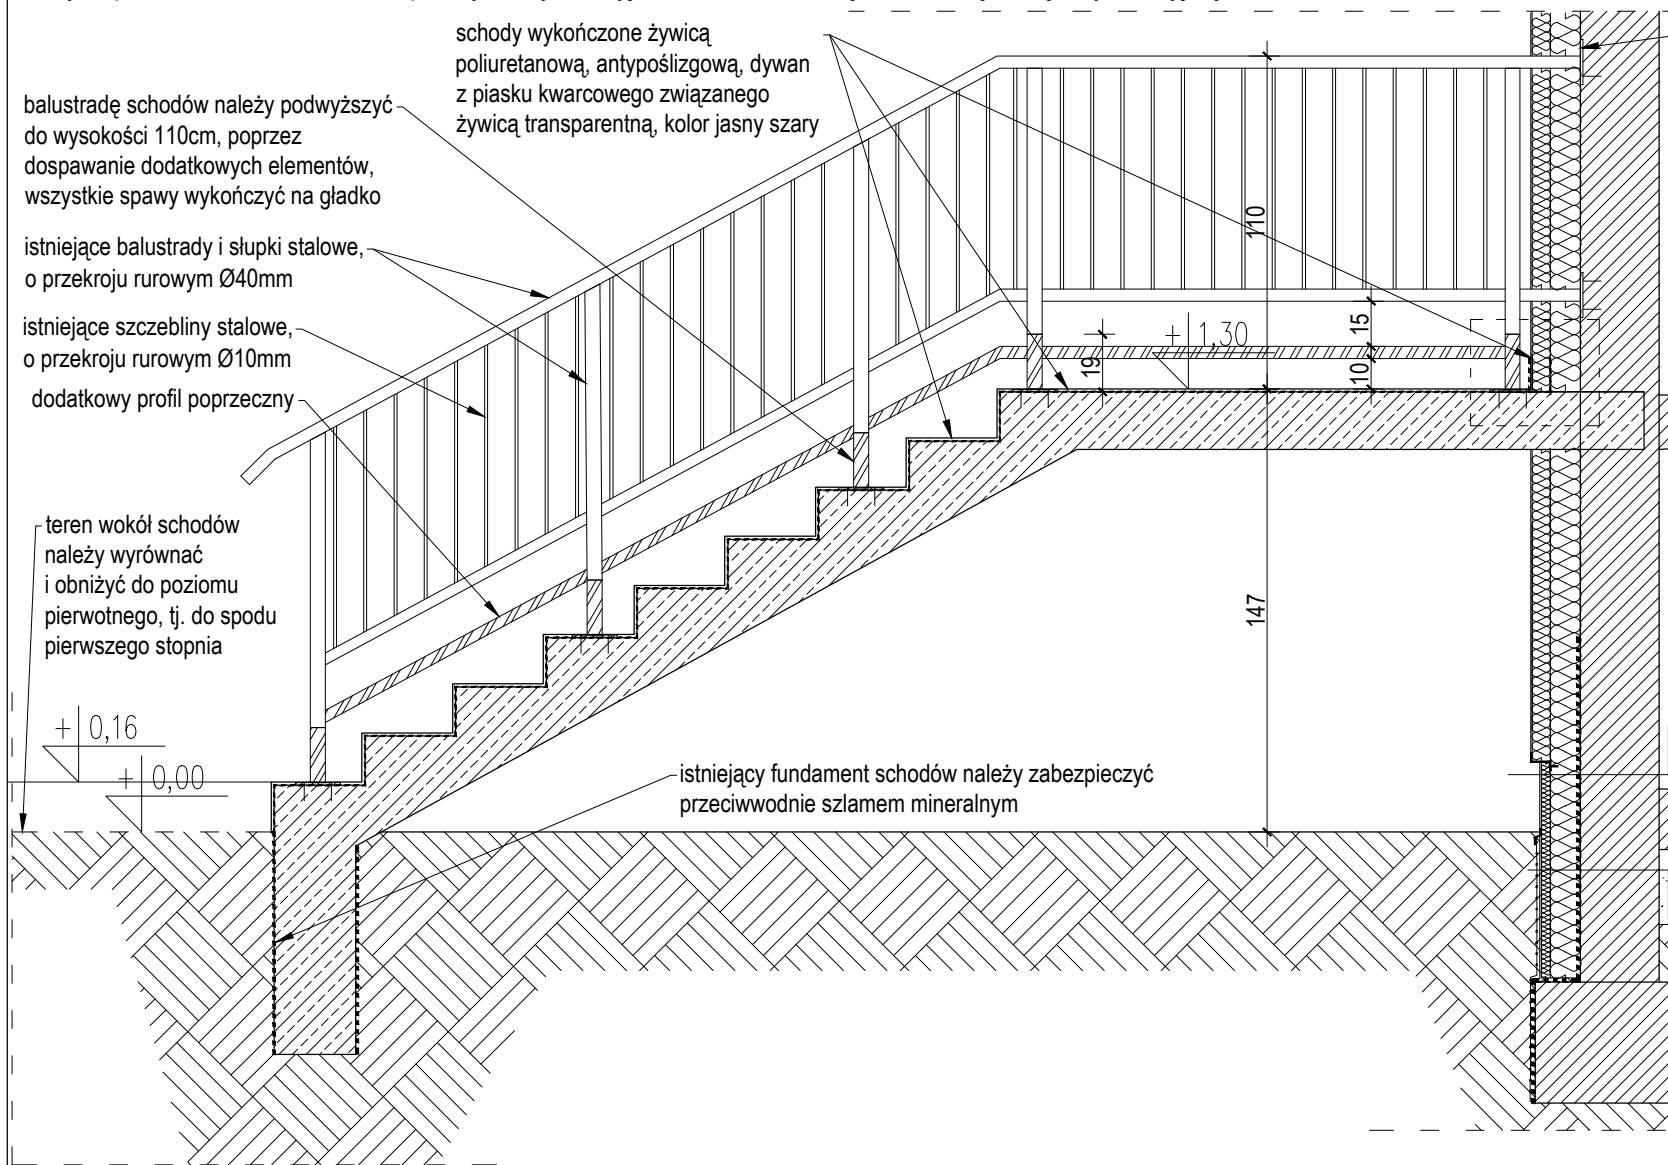 schody wykończone żywicą
poliuretanową, antypoślizgową, dywan
z piasku kwarcowego związanego
żywicą transparentną, kolor jasny szary
balustradę schodów należy podwyższyć
do wysokości 110cm, poprzez
dospawanie dodatkowych elementów,
wszystkie spawy wykończyć na gładko
istniejące balustrady i słupki stalowe,
o przekroju rurowym Ø40mm
istniejące szczebliny stalowe,
o przekroju rurowym Ø10mm
dodatkowy profil poprzeczny
110
15
+ 1,30
19
10
teren wokół schodów
należy wyrównać
i obniżyć do poziomu
pierwotnego, tj. do spodu
pierwszego stopnia
147
+ 0,16
+ 0,00
istniejący fundament schodów należy zabezpieczyć
przeciwwodnie szlamem mineralnym